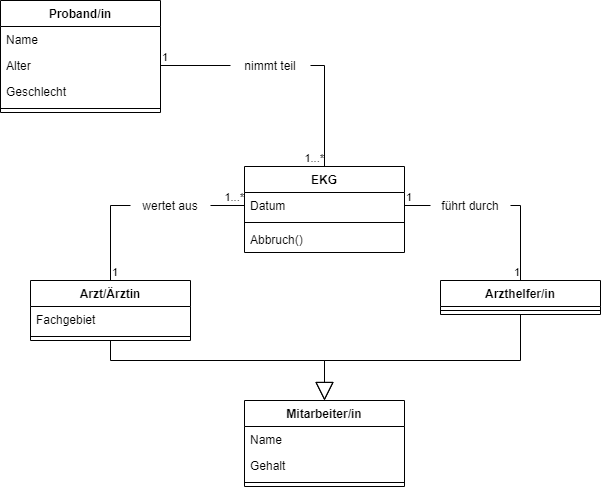 Proband/in
Name
Alter
Geschlecht
1
nimmt teil
1...*
EKG
Datum
Abbruch()
1...*
wertet aus
1
1
führt durch
1
Arzt/Ärztin
Fachgebiet
Arzthelfer/in
Mitarbeiter/in
Name
Gehalt